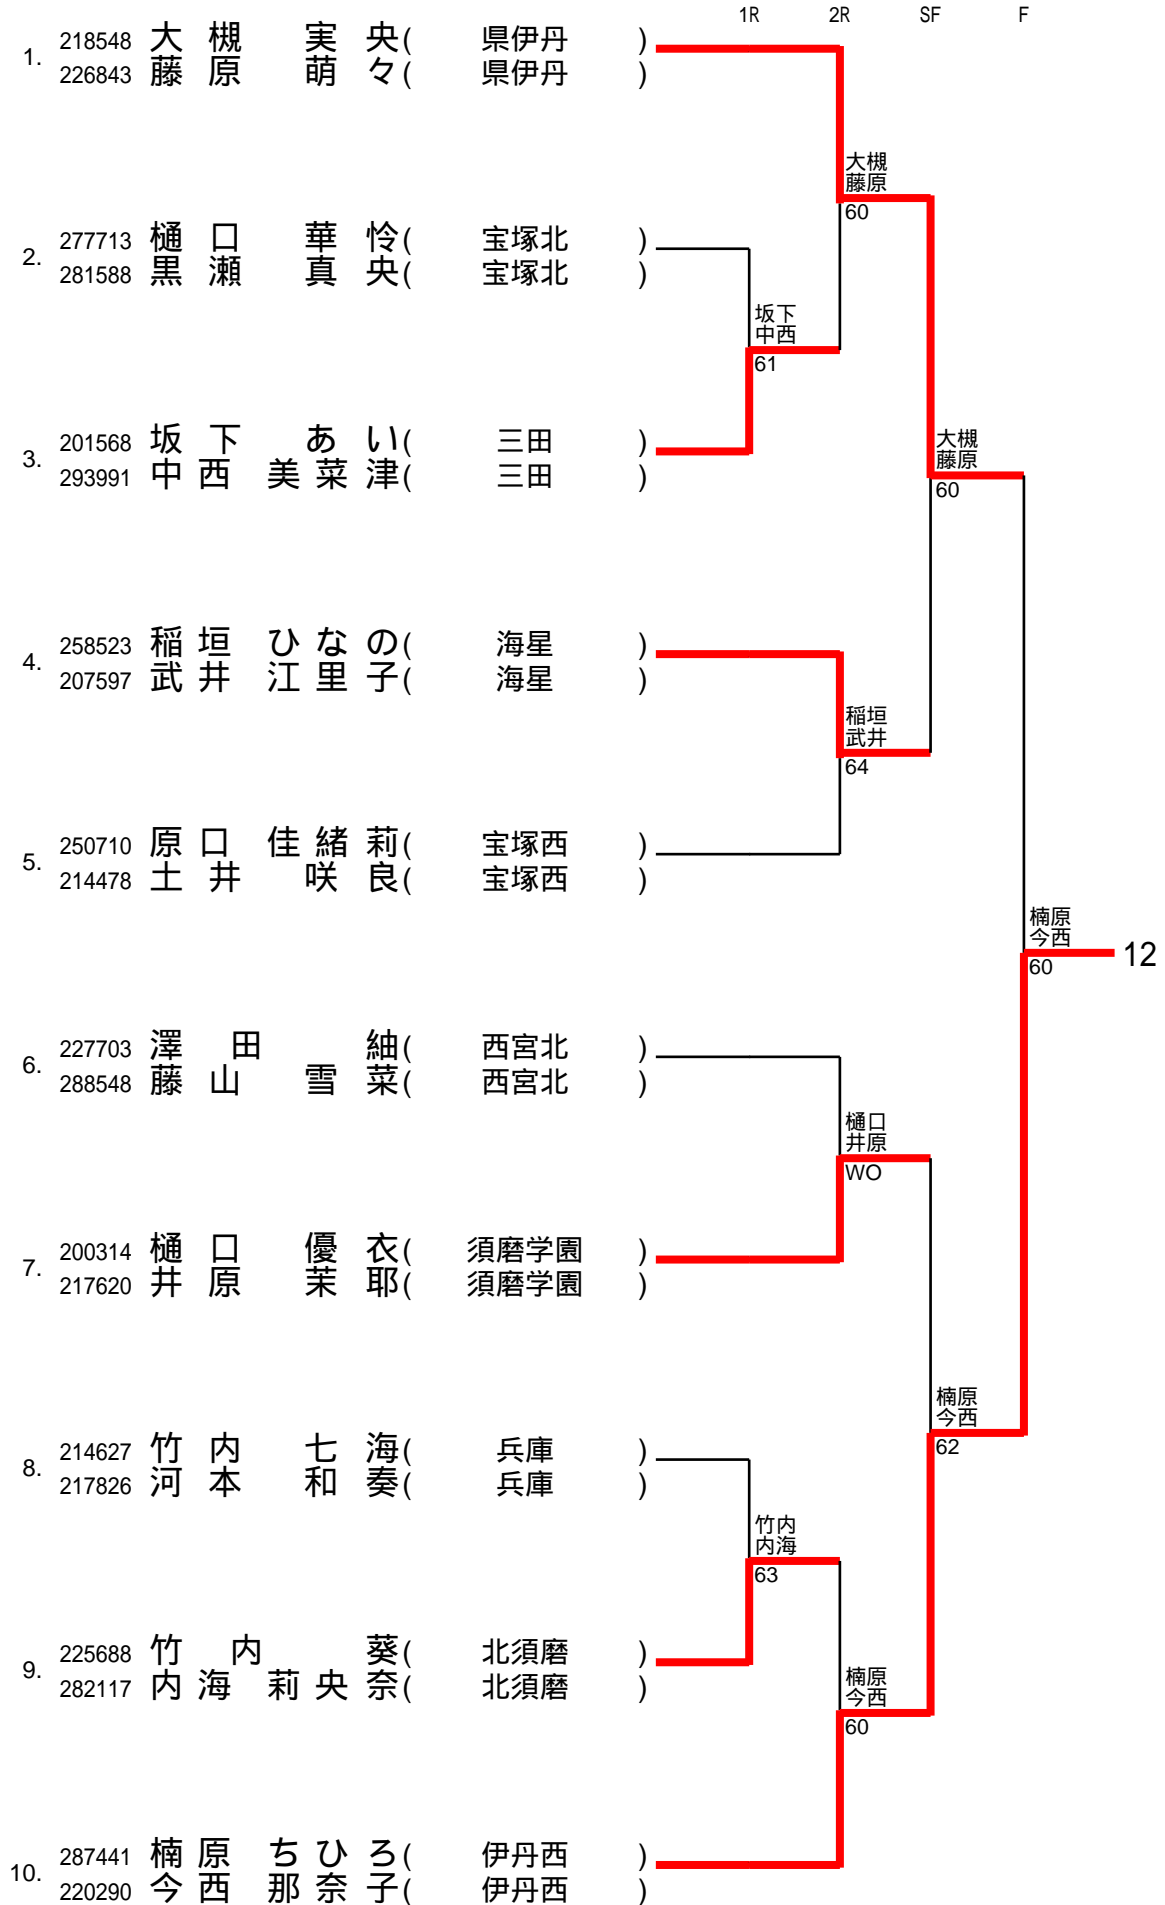 1R 2R SF F
1. 218548 大槻 実央( 県伊丹 )
226843 藤原 萌々( 県伊丹 )
大槻
藤原
60
2. 277713 樋口 華怜( 宝塚北 )
281588 黒瀬 真央( 宝塚北 )
坂下
中西
61
3. 201568 坂下 あい( 三田 )
293991 中西 美菜津( 三田 )
大槻
藤原
60
4. 258523 稲垣 ひなの( 海星 )
207597 武井 江里子( 海星 )
稲垣
武井
64
5. 250710 原口 佳緒莉( 宝塚西 )
214478 土井 咲良( 宝塚西 )
楠原
今西
60
12
6. 227703 澤田 紬( 西宮北 )
288548 藤山 雪菜( 西宮北 )
樋口
井原
WO
7. 200314 樋口 優衣( 須磨学園 )
217620 井原 茉耶( 須磨学園 )
楠原
今西
62
8. 214627 竹内 七海( 兵庫 )
217826 河本 和奏( 兵庫 )
竹内
内海
63
9. 225688 竹内 葵( 北須磨 )
282117 内海 莉央奈( 北須磨 )
楠原
今西
60
10. 287441 楠原 ちひろ( 伊丹西 )
220290 今西 那奈子( 伊丹西 )